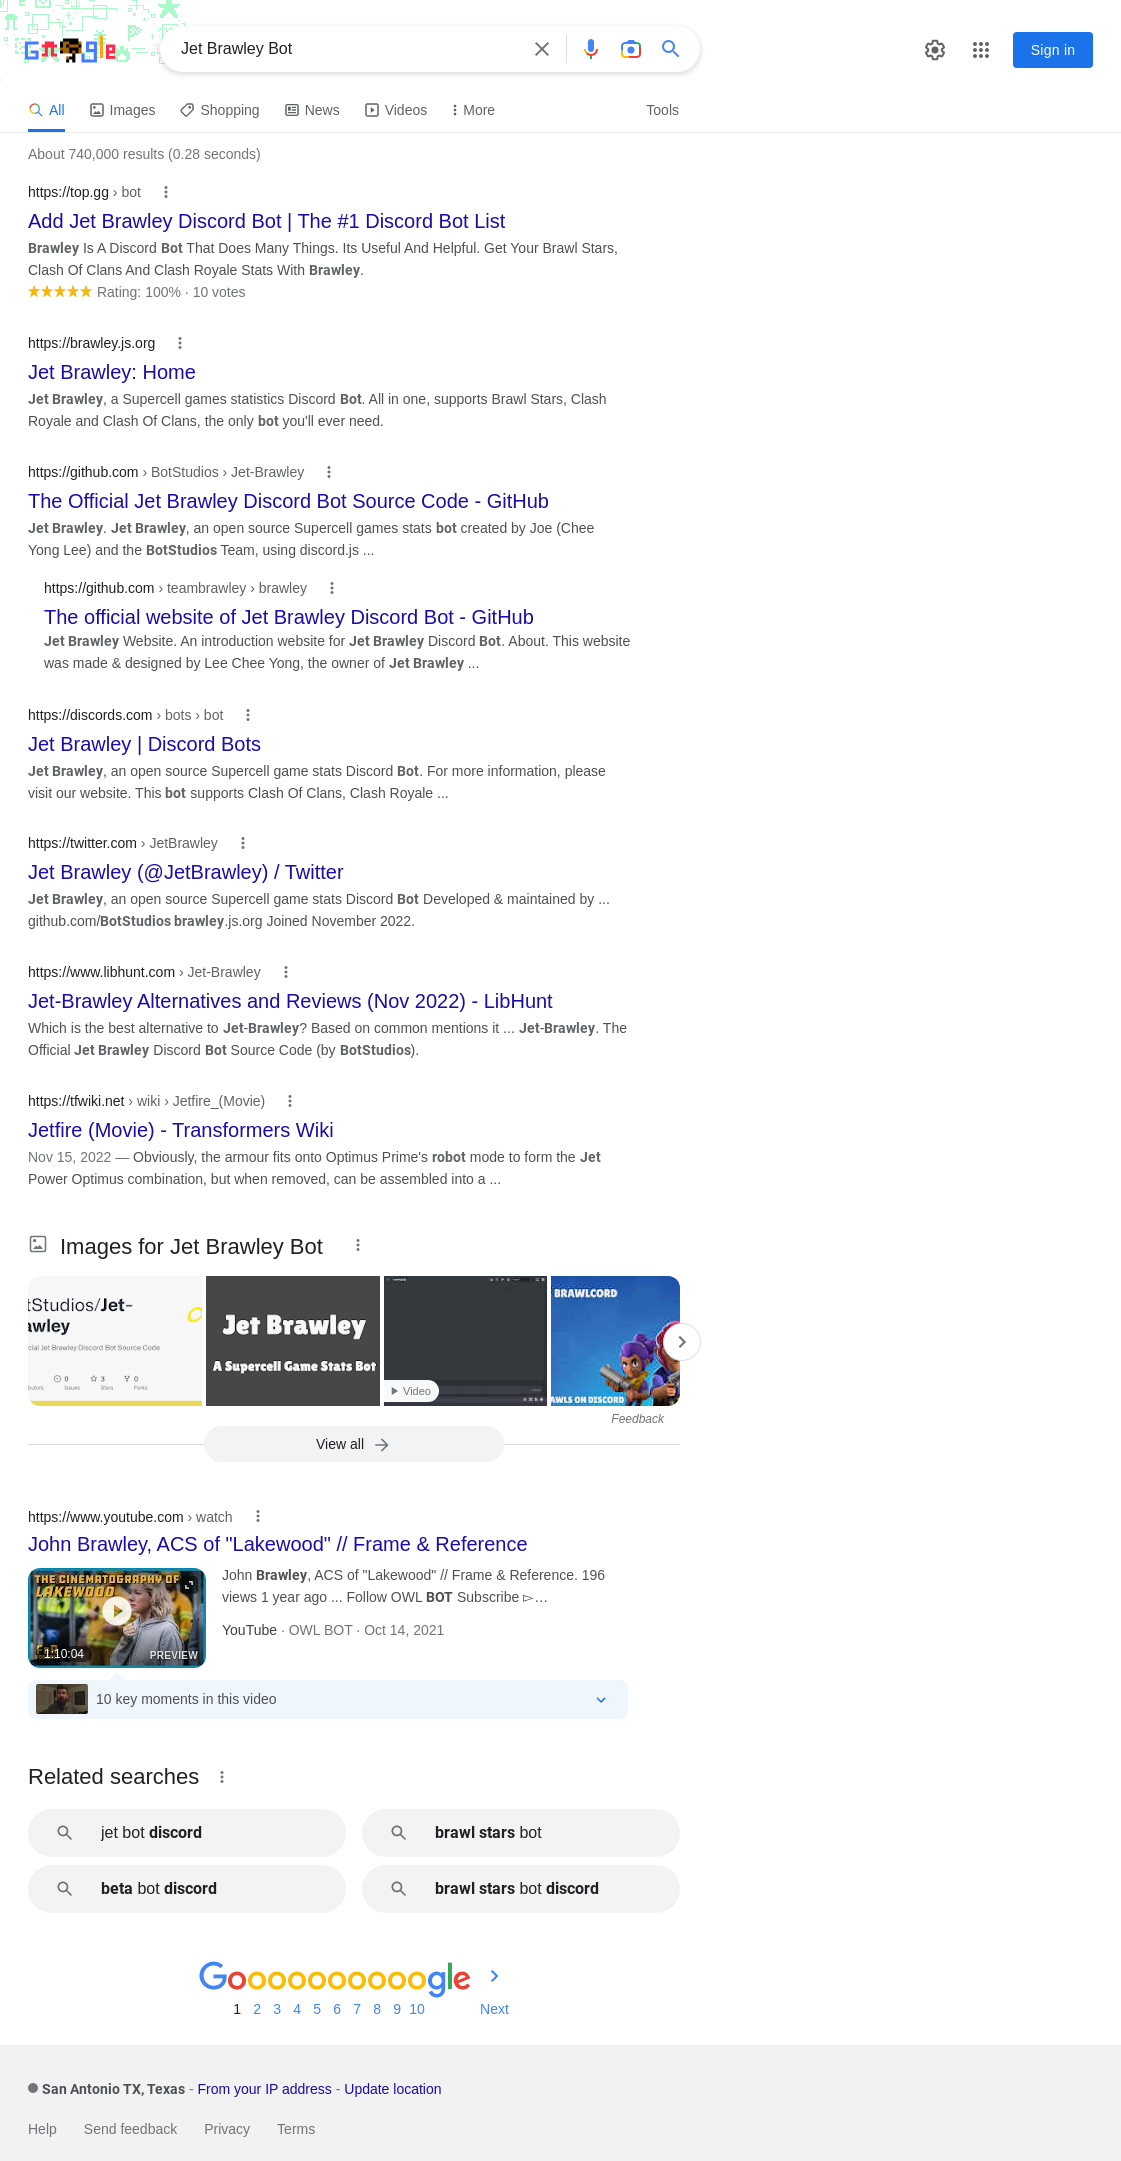 Google
Jet Brawley Bot
Sign in
All Images Shopping News Videos More Tools
About 740,000 results (0.28 seconds)
https://top.gg › bot
Add Jet Brawley Discord Bot | The #1 Discord Bot List
Brawley Is A Discord Bot That Does Many Things. Its Useful And Helpful. Get Your Brawl Stars,
Clash Of Clans And Clash Royale Stats With Brawley.
Rating: 100% · 10 votes
https://brawley.js.org
Jet Brawley: Home
Jet Brawley, a Supercell games statistics Discord Bot. All in one, supports Brawl Stars, Clash
Royale and Clash Of Clans, the only bot you'll ever need.
https://github.com › BotStudios › Jet-Brawley
The Official Jet Brawley Discord Bot Source Code - GitHub
Jet Brawley. Jet Brawley, an open source Supercell games stats bot created by Joe (Chee
Yong Lee) and the BotStudios Team, using discord.js ...
https://github.com › teambrawley › brawley
The official website of Jet Brawley Discord Bot - GitHub
Jet Brawley Website. An introduction website for Jet Brawley Discord Bot. About. This website
was made & designed by Lee Chee Yong, the owner of Jet Brawley ...
https://discords.com › bots › bot
Jet Brawley | Discord Bots
Jet Brawley, an open source Supercell game stats Discord Bot. For more information, please
visit our website. This bot supports Clash Of Clans, Clash Royale ...
https://twitter.com › JetBrawley
Jet Brawley (@JetBrawley) / Twitter
Jet Brawley, an open source Supercell game stats Discord Bot Developed & maintained by ...
github.com/BotStudios brawley.js.org Joined November 2022.
https://www.libhunt.com › Jet-Brawley
Jet-Brawley Alternatives and Reviews (Nov 2022) - LibHunt
Which is the best alternative to Jet-Brawley? Based on common mentions it ... Jet-Brawley. The
Official Jet Brawley Discord Bot Source Code (by BotStudios).
https://tfwiki.net › wiki › Jetfire_(Movie)
Jetfire (Movie) - Transformers Wiki
Nov 15, 2022 — Obviously, the armour fits onto Optimus Prime's robot mode to form the Jet
Power Optimus combination, but when removed, can be assembled into a ...
Images for Jet Brawley Bot
tStudios/Jet-
awley
cial Jet Brawley Discord Bot Source Code
0 3 0
butors Issues Stars Forks
Jet Brawley
A Supercell Game Stats Bot
Video
BRAWLCORD
AWLS ON DISCORD
Feedback
View all
https://www.youtube.com › watch
John Brawley, ACS of "Lakewood" // Frame & Reference
THE CINEMATOGRAPHY OF
LAKEWOOD
1:10:04
PREVIEW
John Brawley, ACS of "Lakewood" // Frame & Reference. 196
views 1 year ago ... Follow OWL BOT Subscribe ▻…
YouTube · OWL BOT · Oct 14, 2021
10 key moments in this video
Related searches
jet bot discord
brawl stars bot
beta bot discord
brawl stars bot discord
Goooooooooogle
1 2 3 4 5 6 7 8 9 10 Next
San Antonio TX, Texas - From your IP address - Update location
Help Send feedback Privacy Terms